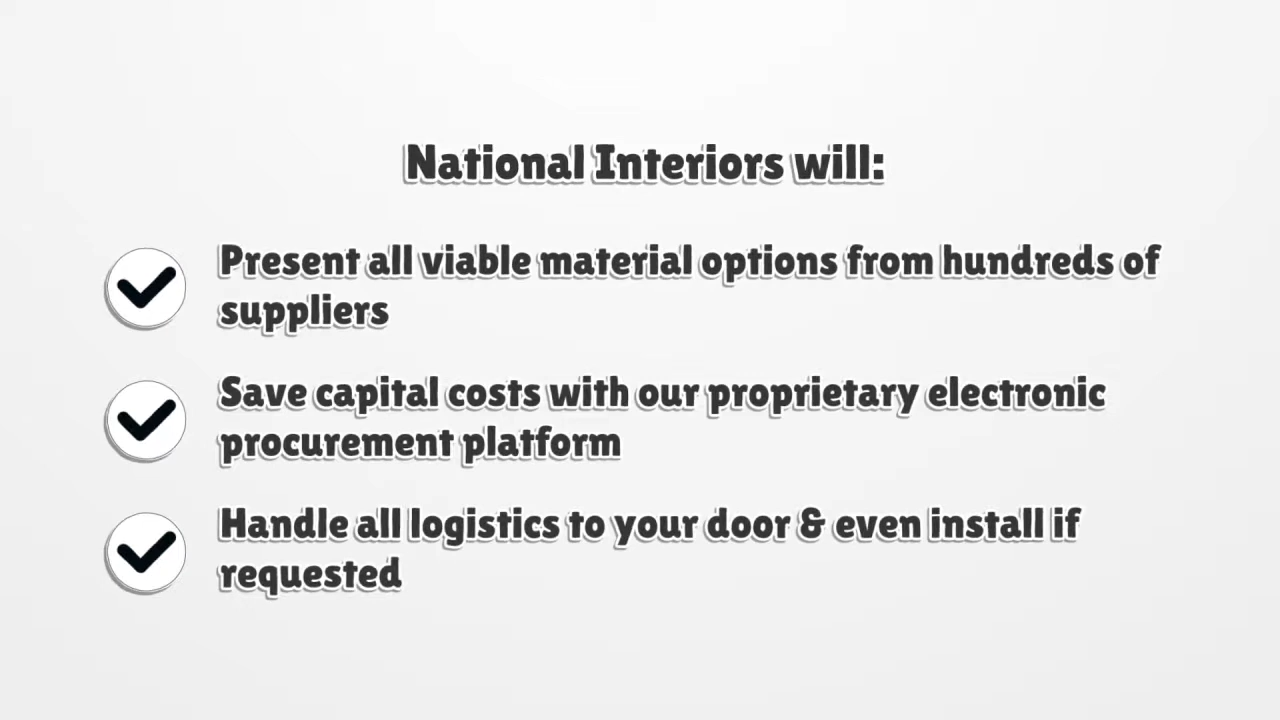 National Interiors will:
Present all viable material options from hundreds of
suppliers
Save capital costs with our proprietary electronic
procurement platform
Handle all logistics to your door & even install if
requested